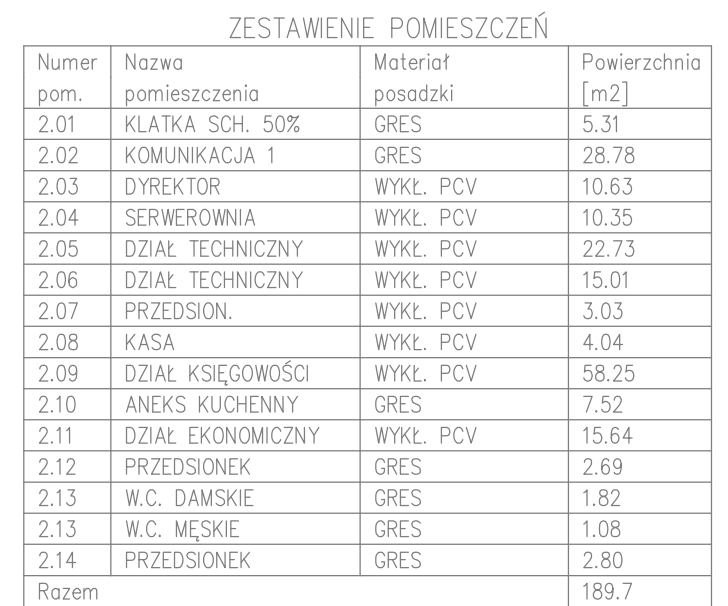 ZESTAWIENIE POMIESZCZEŃ
Numer pom. Nazwa pomieszczenia Materiał posadzki Powierzchnia [m2]
2.01 KLATKA SCH. 50% GRES 5.31
2.02 KOMUNIKACJA 1 GRES 28.78
2.03 DYREKTOR WYKŁ. PCV 10.63
2.04 SERWEROWNIA WYKŁ. PCV 10.35
2.05 DZIAŁ TECHNICZNY WYKŁ. PCV 22.73
2.06 DZIAŁ TECHNICZNY WYKŁ. PCV 15.01
2.07 PRZEDSION. WYKŁ. PCV 3.03
2.08 KASA WYKŁ. PCV 4.04
2.09 DZIAŁ KSIĘGOWOŚCI WYKŁ. PCV 58.25
2.10 ANEKS KUCHENNY GRES 7.52
2.11 DZIAŁ EKONOMICZNY WYKŁ. PCV 15.64
2.12 PRZEDSIONEK GRES 2.69
2.13 W.C. DAMSKIE GRES 1.82
2.13 W.C. MĘSKIE GRES 1.08
2.14 PRZEDSIONEK GRES 2.80
Razem 189.7